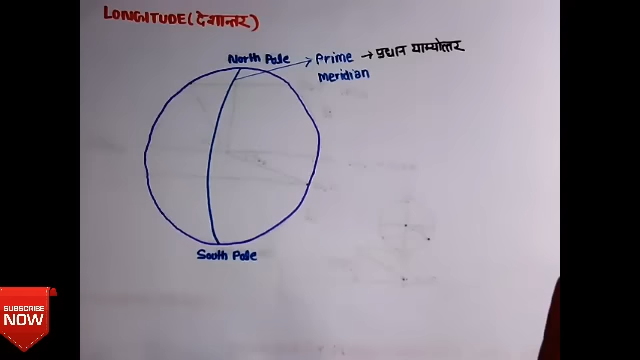 LONGITUDE(देशान्तर)
North Pole
Prime → प्रधान याम्योत्तर
Meridian
South Pole
SUBSCRIBE
NOW